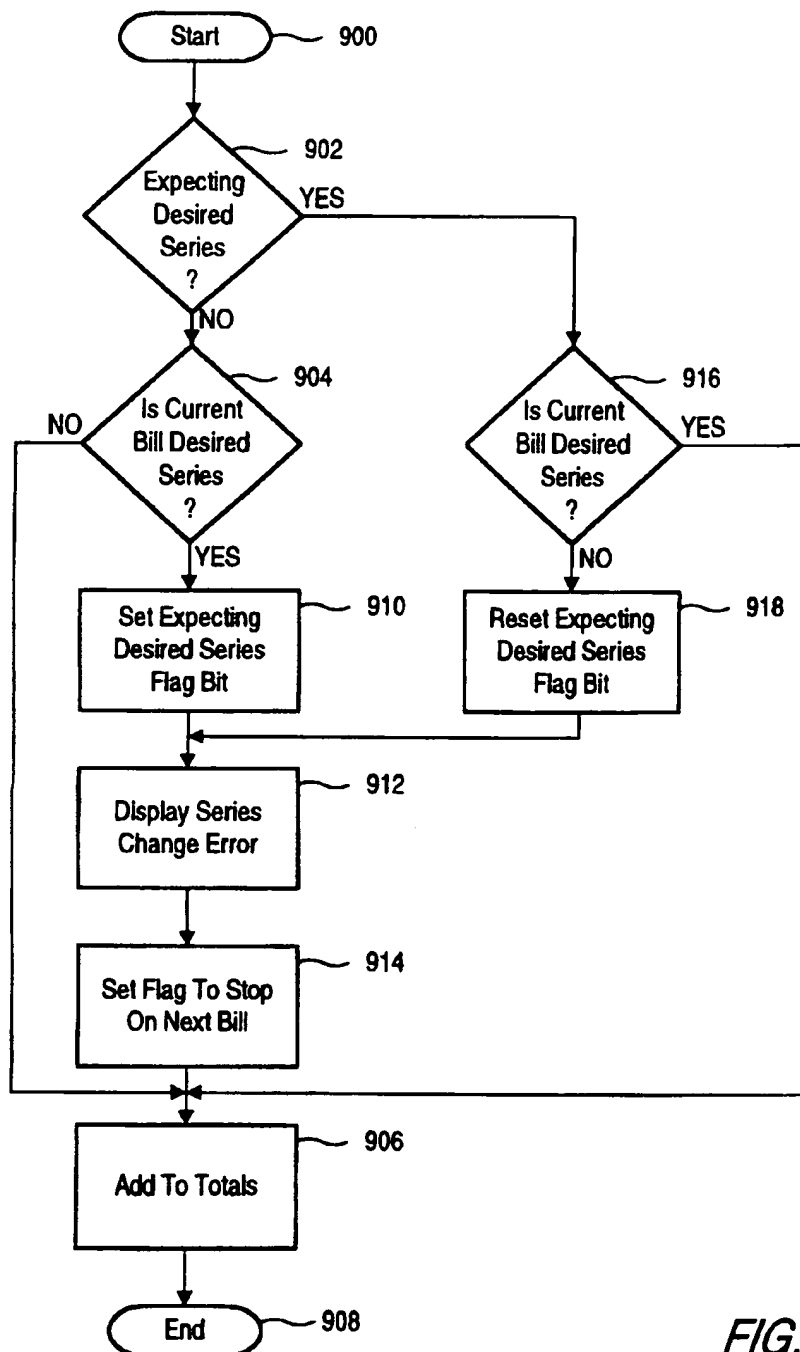 Start
900
902
Expecting
Desired
Series
?
YES
NO
904
Is Current
Bill Desired
Series
?
NO
YES
916
Is Current
Bill Desired
Series
?
YES
NO
910
Set Expecting
Desired Series
Flag Bit
918
Reset Expecting
Desired Series
Flag Bit
912
Display Series
Change Error
914
Set Flag To Stop
On Next Bill
906
Add To Totals
End
908
FIG.